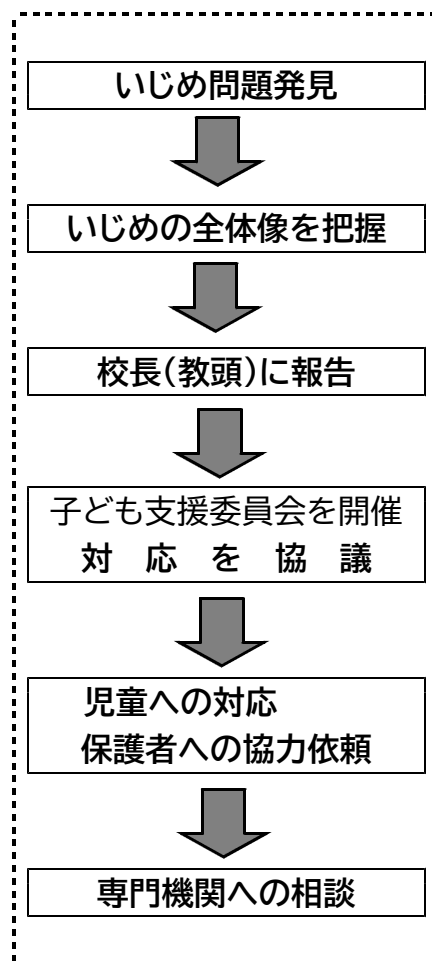 いじめ問題発見
いじめの全体像を把握
校長(教頭)に報告
子ども支援委員会を開催
対 応 を 協 議
児童への対応
保護者への協力依頼
専門機関への相談